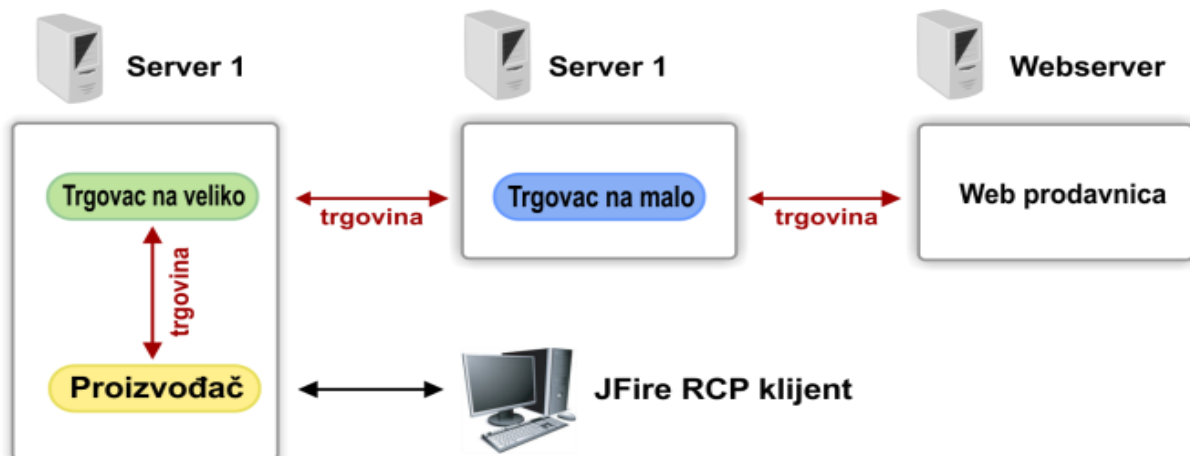 Server 1
Server 1
Webserver
Trgovac na veliko
trgovina
Trgovac na malo
trgovina
Web prodavnica
trgovina
Proizvođač
JFire RCP klijent